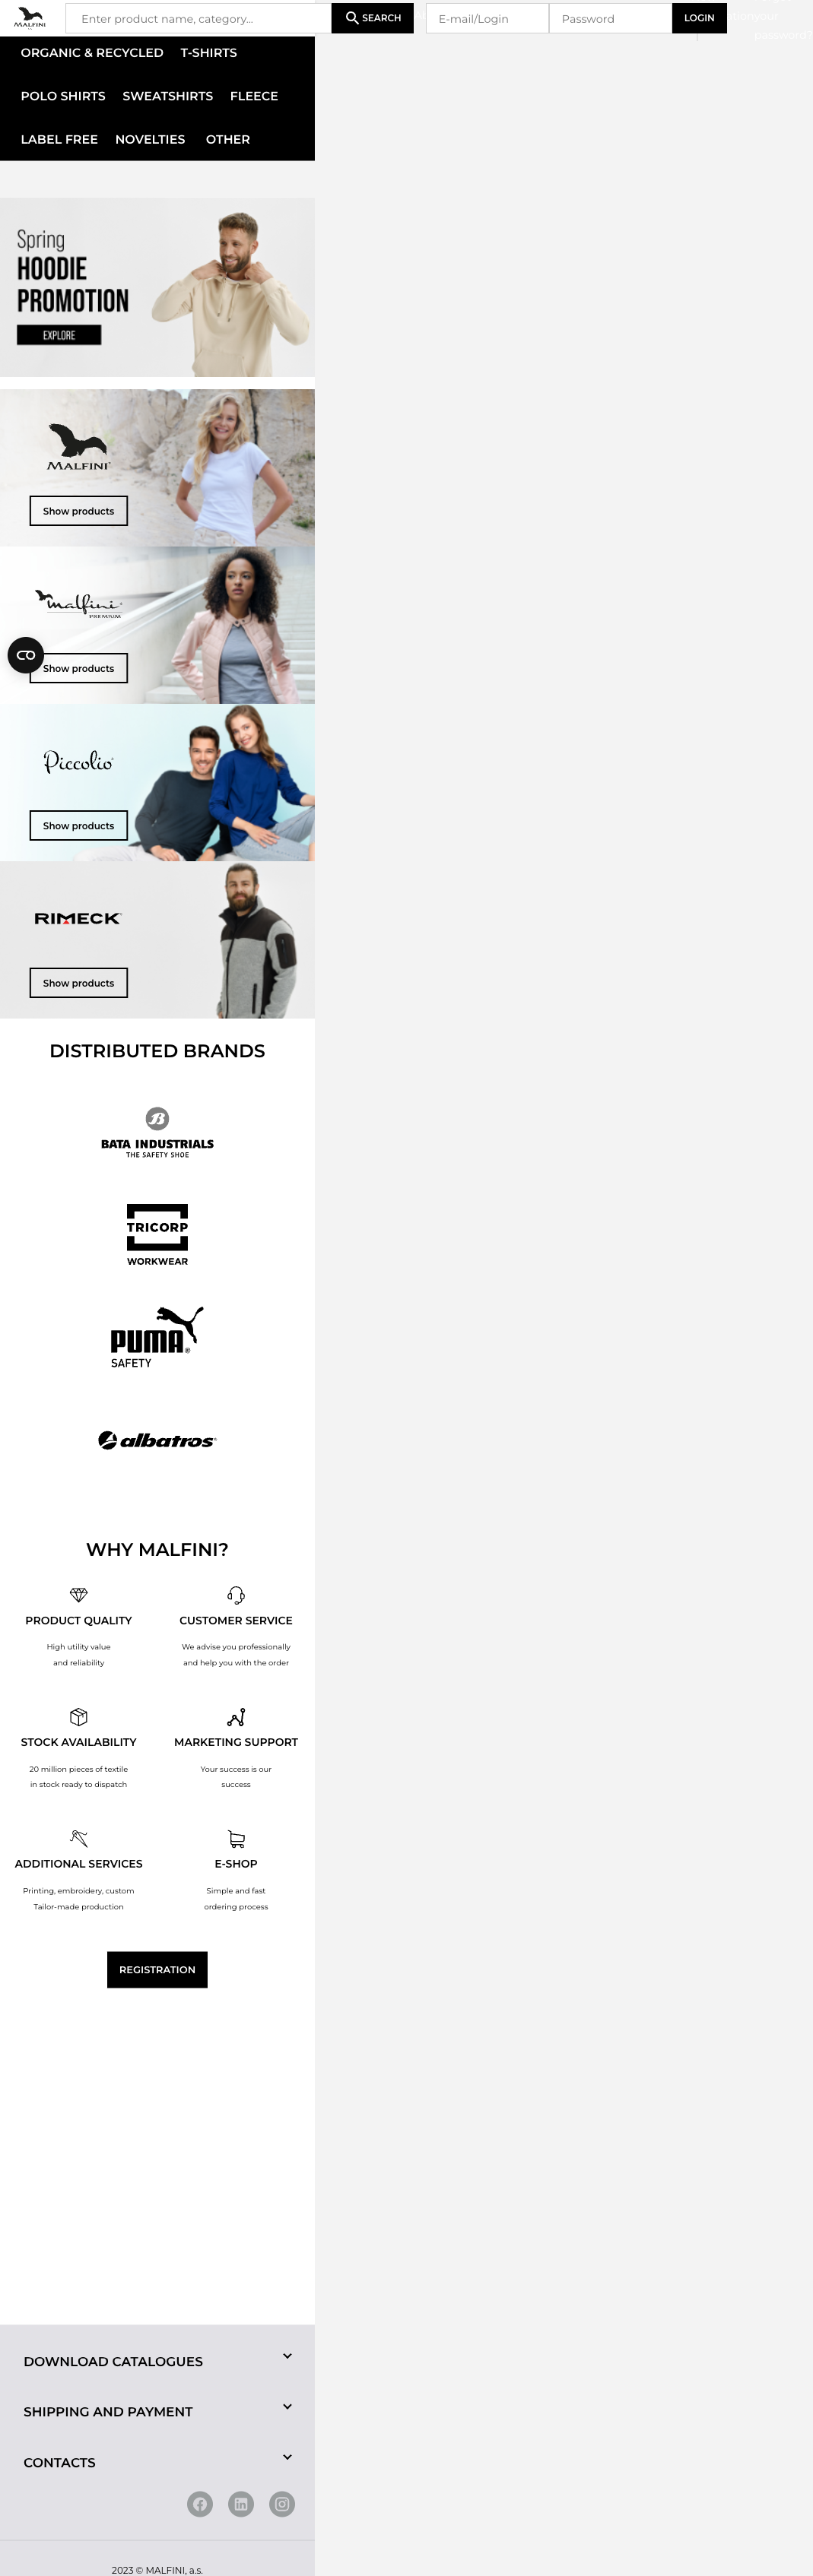 MALFINI
Enter product name, category...
SEARCH
E-mail/Login
Password
LOGIN
password?
ORGANIC & RECYCLED T-SHIRTS
POLO SHIRTS SWEATSHIRTS FLEECE
LABEL FREE NOVELTIES OTHER
Spring
HOODIE
PROMOTION
EXPLORE
MALFINI
Show products
malfini
PREMIUM
Show products
Piccolio
Show products
RIMECK
Show products
DISTRIBUTED BRANDS
B
BATA INDUSTRIALS
THE SAFETY SHOE
TRICORP
WORKWEAR
PUMA®
SAFETY
albatros
WHY MALFINI?
PRODUCT QUALITY
High utility value
and reliability
CUSTOMER SERVICE
We advise you professionally
and help you with the order
STOCK AVAILABILITY
20 million pieces of textile
in stock ready to dispatch
MARKETING SUPPORT
Your success is our
success
ADDITIONAL SERVICES
Printing, embroidery, custom
Tailor-made production
E-SHOP
Simple and fast
ordering process
REGISTRATION
DOWNLOAD CATALOGUES
SHIPPING AND PAYMENT
CONTACTS
2023 © MALFINI, a.s.